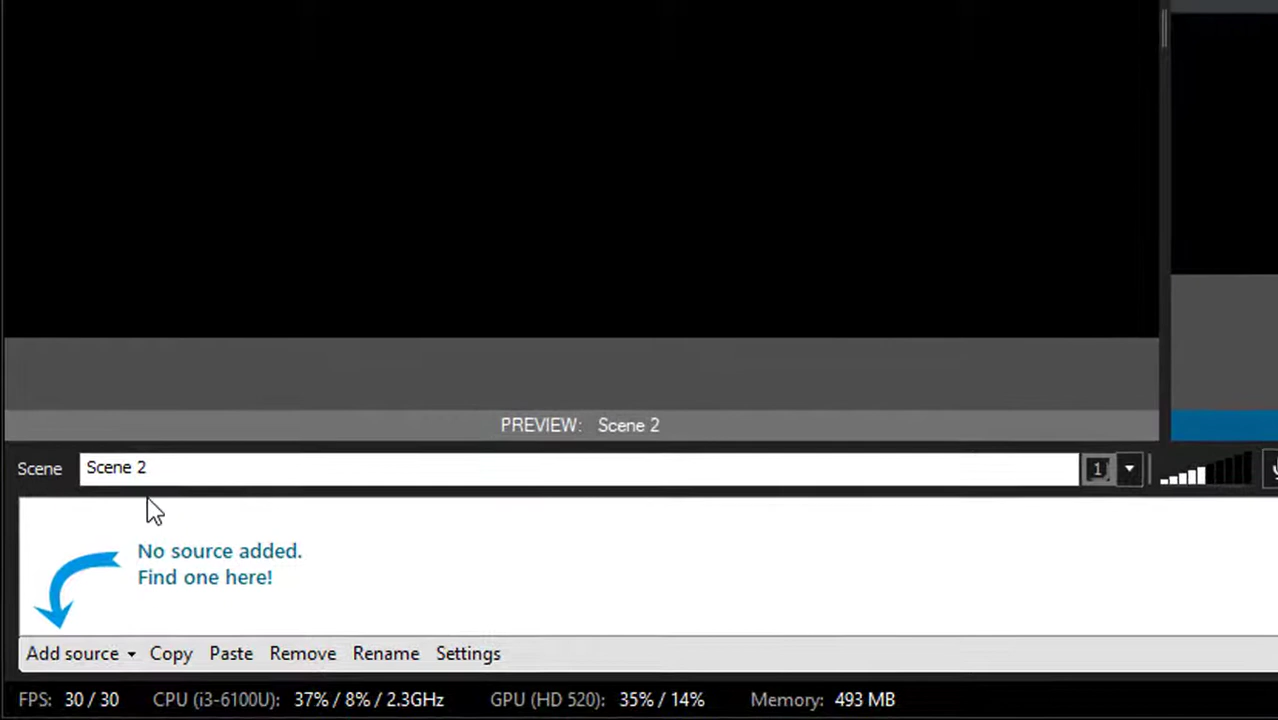 PREVIEW: Scene 2
Scene Scene 2 1
No source added.
Find one here!
Add source Copy Paste Remove Rename Settings
FPS: 30 / 30 CPU (i3-6100U): 37% / 8% / 2.3GHz GPU (HD 520): 35% / 14% Memory: 493 MB